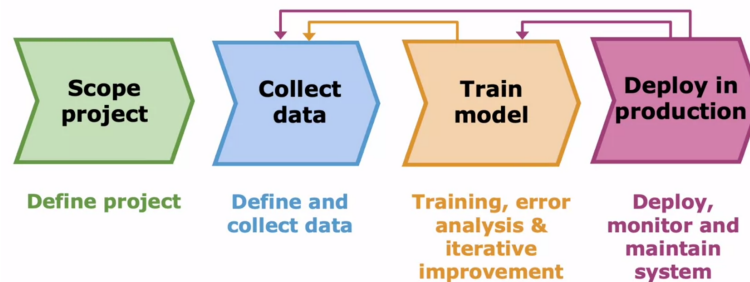 Scope
project
Collect
data
Train
model
Deploy in
production
Define project
Define and
collect data
Training, error
analysis &
iterative
improvement
Deploy,
monitor and
maintain
system